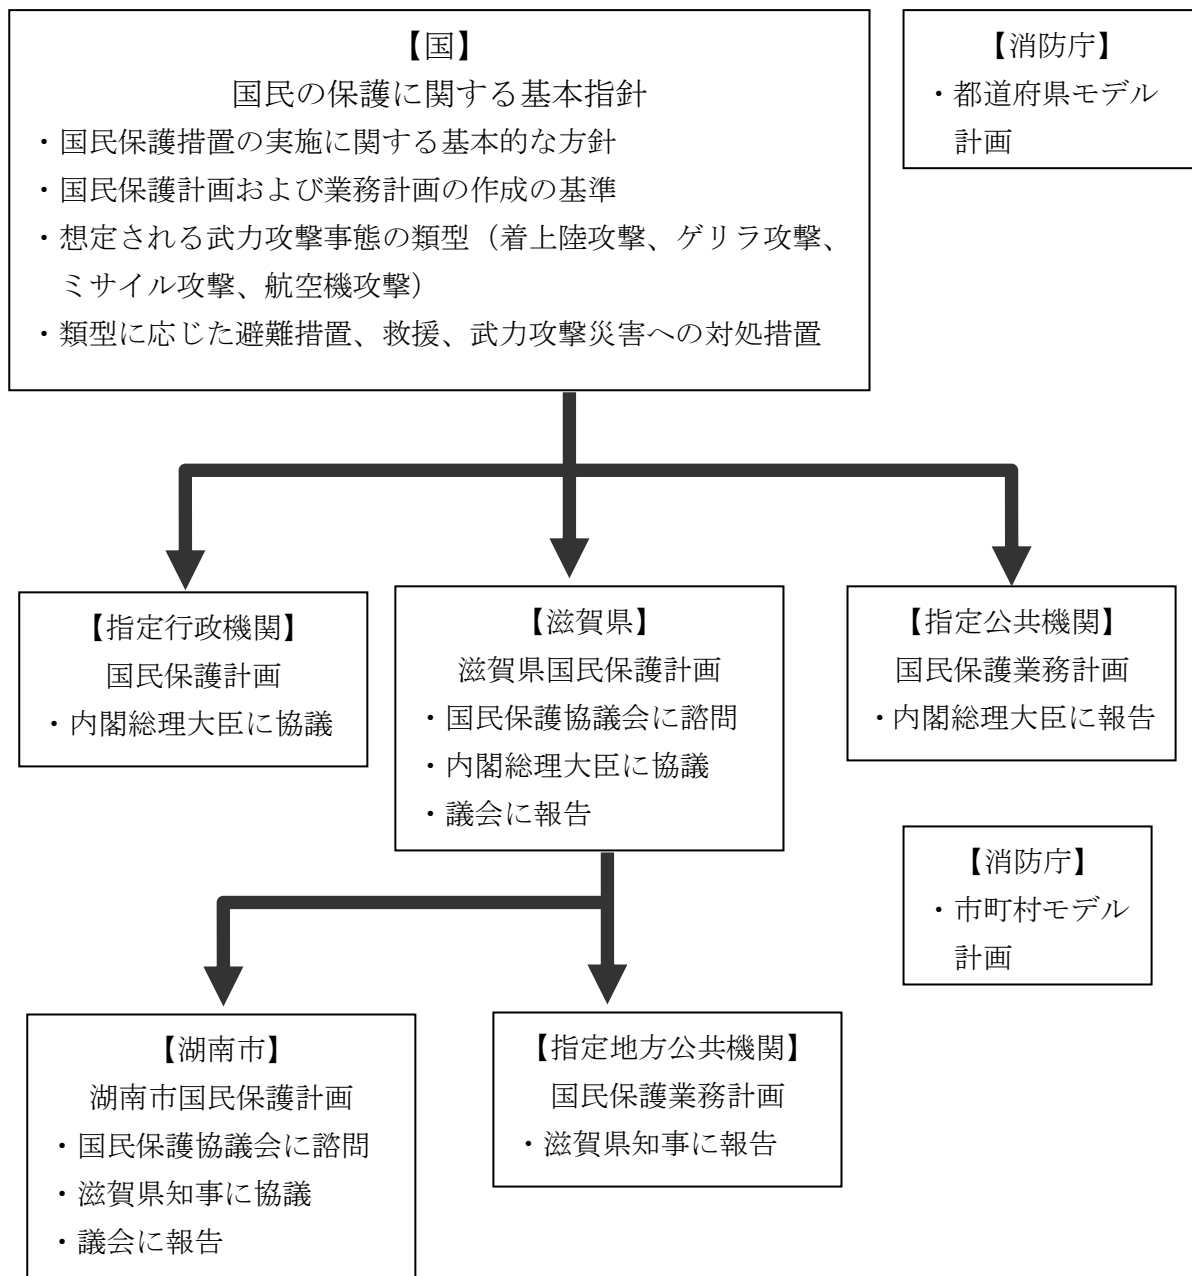 【国】
国民の保護に関する基本指針
・国民保護措置の実施に関する基本的な方針
・国民保護計画および業務計画の作成の基準
・想定される武力攻撃事態の類型（着上陸攻撃、ゲリラ攻撃、
ミサイル攻撃、航空機攻撃）
・類型に応じた避難措置、救援、武力攻撃災害への対処措置
【消防庁】
・都道府県モデル
計画
【指定行政機関】
国民保護計画
・内閣総理大臣に協議
【滋賀県】
滋賀県国民保護計画
・国民保護協議会に諮問
・内閣総理大臣に協議
・議会に報告
【指定公共機関】
国民保護業務計画
・内閣総理大臣に報告
【消防庁】
・市町村モデル
計画
【湖南市】
湖南市国民保護計画
・国民保護協議会に諮問
・滋賀県知事に協議
・議会に報告
【指定地方公共機関】
国民保護業務計画
・滋賀県知事に報告